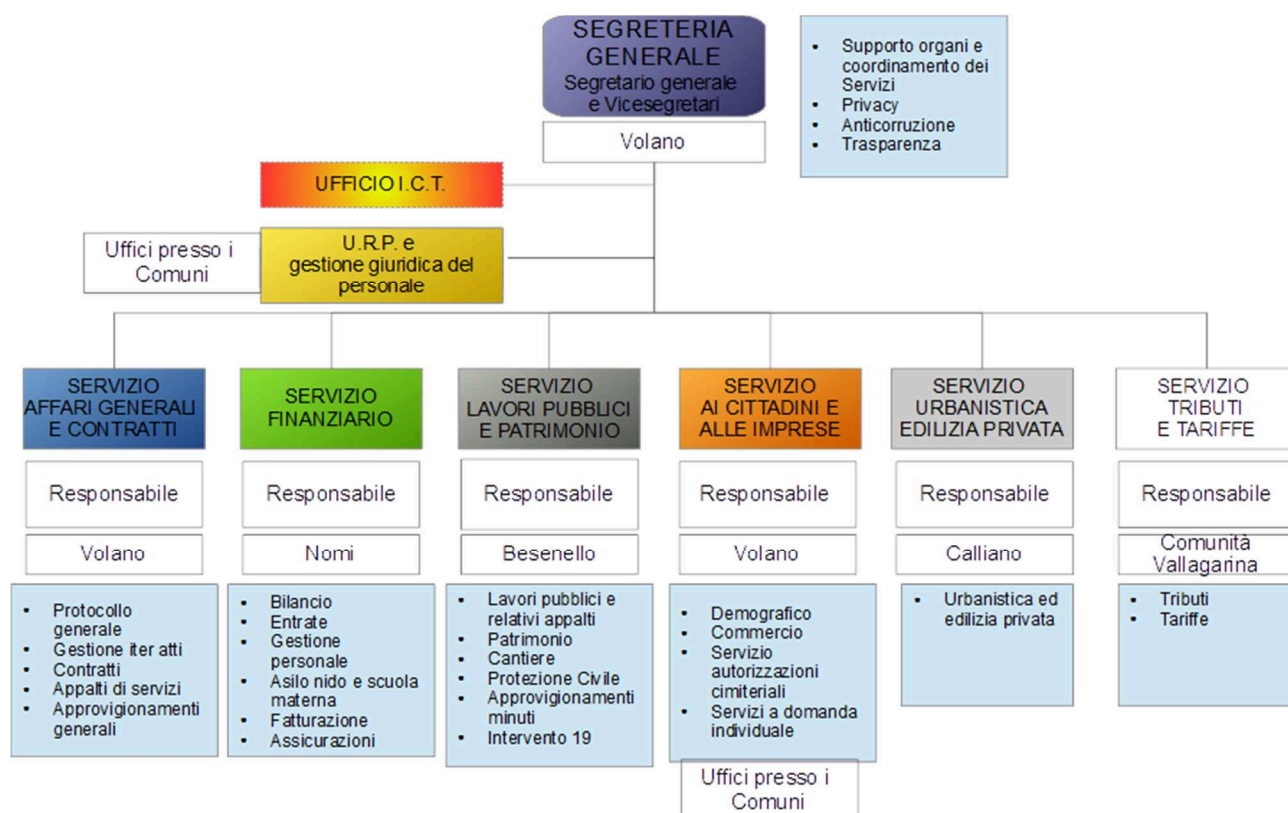 SEGRETERIA
GENERALE
Segretario generale
e Vicesegretari
Volano
• Supporto organi e
coordinamento dei
Servizi
• Privacy
• Anticorruzione
• Trasparenza
UFFICIO I.C.T.
Uffici presso i
Comuni
U.R.P. e
gestione giuridica del
personale
SERVIZIO
AFFARI GENERALI
E CONTRATTI
Responsabile
Volano
• Protocollo
generale
• Gestione iter atti
• Contratti
• Appalti di servizi
• Approvigionamenti
generali
SERVIZIO
FINANZIARIO
Responsabile
Nomi
• Bilancio
• Entrate
• Gestione
personale
• Asilo nido e scuola
materna
• Fatturazione
• Assicurazioni
SERVIZIO
LAVORI PUBBLICI
E PATRIMONIO
Responsabile
Besenello
• Lavori pubblici e
relativi appalti
• Patrimonio
• Cantiere
• Protezione Civile
• Approvigionamenti
minuti
• Intervento 19
SERVIZIO
AI CITTADINI E
ALLE IMPRESE
Responsabile
Volano
• Demografico
• Commercio
• Servizio
autorizzazioni
cimiteriali
• Servizi a domanda
individuale
Uffici presso i
Comuni
SERVIZIO
URBANISTICA
EDILIZIA PRIVATA
Responsabile
Calliano
• Urbanistica ed
edilizia privata
SERVIZIO
TRIBUTI
E TARIFFE
Responsabile
Comunità
Vallagarina
• Tributi
• Tariffe